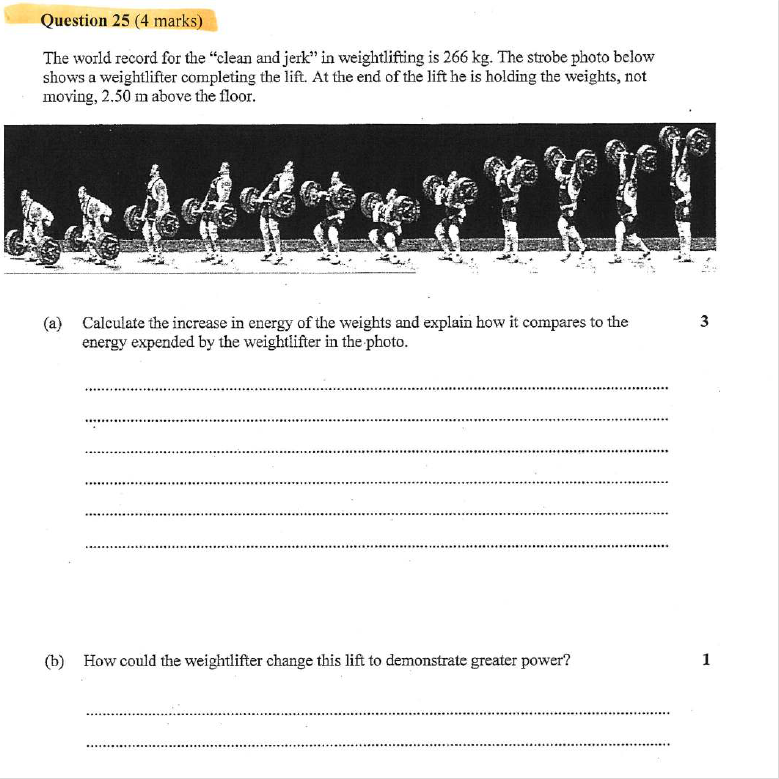 Question 25 (4 marks)
The world record for the “clean and jerk” in weightlifting is 266 kg. The strobe photo below
shows a weightlifter completing the lift. At the end of the lift he is holding the weights, not
moving, 2.50 m above the floor.
(a) Calculate the increase in energy of the weights and explain how it compares to the 3
energy expended by the weightlifter in the photo.
(b) How could the weightlifter change this lift to demonstrate greater power? 1